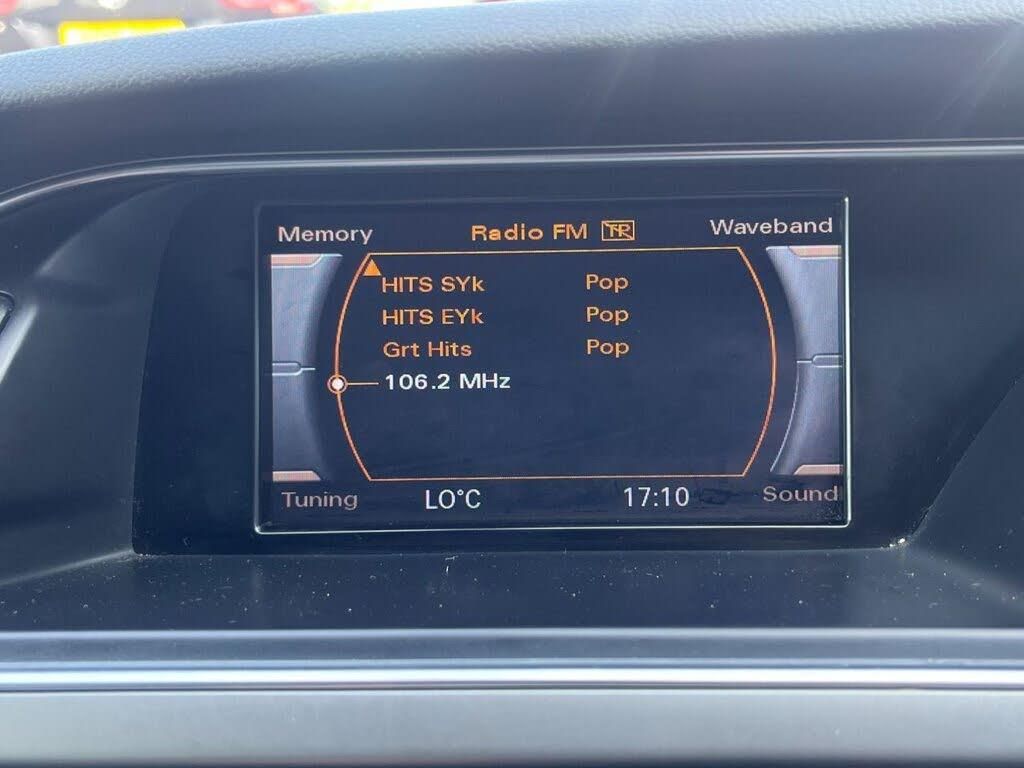 Memory Radio FM TP Waveband
HITS SYk Pop
HITS EYk Pop
Grt Hits Pop
106.2 MHz
Tuning LO°C 17:10 Sound